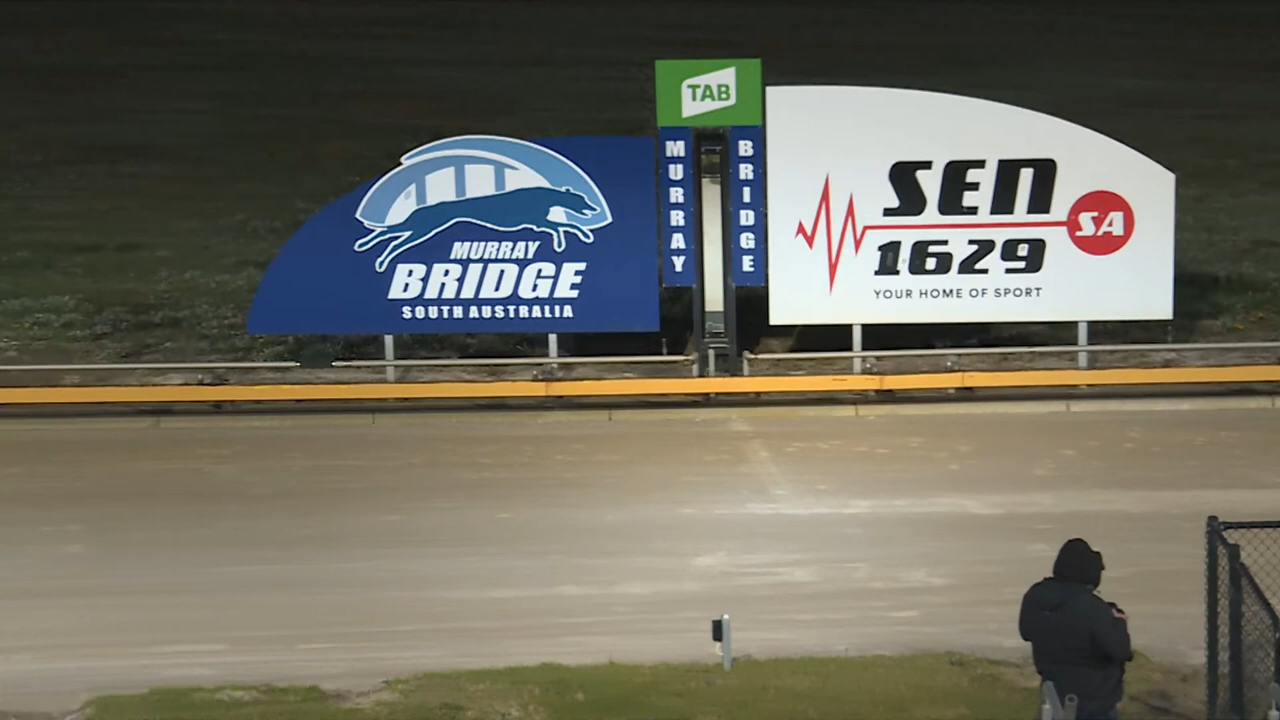 TAB
MURRAY
BRIDGE
MURRAY
BRIDGE
SOUTH AUSTRALIA
SEN
SA
1629
YOUR HOME OF SPORT